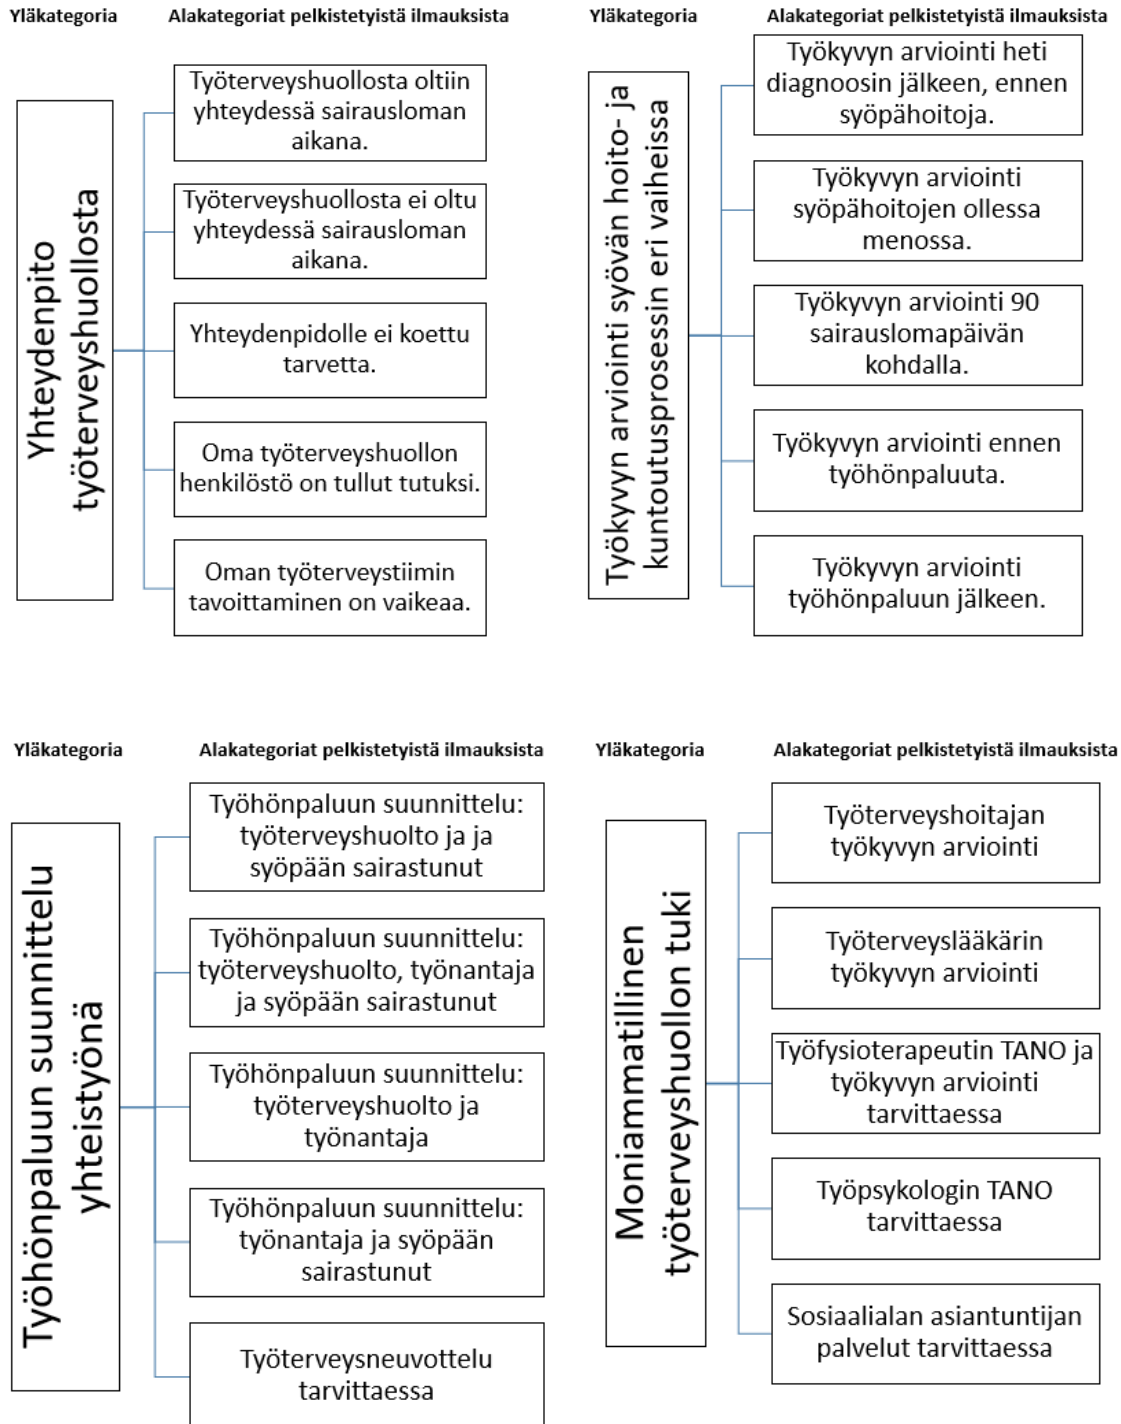 Yläkategoria
Alakategoriat pelkistetyistä ilmauksista
Yhteydenpito
työterveyshuollosta
Työterveyshuollosta oltiin
yhteydessä sairausloman
aikana.
Työterveyshuollosta ei oltu
yhteydessä sairausloman
aikana.
Yhteydenpidolle ei koettu
tarvetta.
Oma työterveyshuollon
henkilöstö on tullut tutuksi.
Oman työterveystiimin
tavoittaminen on vaikeaa.
Yläkategoria
Alakategoriat pelkistetyistä ilmauksista
Työkyvyn arviointi syövän hoito- ja
kuntoutusprosessin eri vaiheissa
Työkyvyn arviointi heti
diagnoosin jälkeen, ennen
syöpähoitoja.
Työkyvyn arviointi
syöpähoitojen ollessa
menossa.
Työkyvyn arviointi 90
sairauslomapäivän
kohdalla.
Työkyvyn arviointi ennen
työhönpaluuta.
Työkyvyn arviointi
työhönpaluun jälkeen.
Yläkategoria
Alakategoriat pelkistetyistä ilmauksista
Työhönpaluun suunnittelu
yhteistyönä
Työhönpaluun suunnittelu:
työterveyshuolto ja ja
syöpään sairastunut
Työhönpaluun suunnittelu:
työterveyshuolto, työnantaja
ja syöpään sairastunut
Työhönpaluun suunnittelu:
työterveyshuolto ja
työnantaja
Työhönpaluun suunnittelu:
työnantaja ja syöpään
sairastunut
Työterveysneuvottelu
tarvittaessa
Yläkategoria
Alakategoriat pelkistetyistä ilmauksista
Moniammatillinen
työterveyshuollon tuki
Työterveyshoitajan
työkyvyn arviointi
Työterveyslääkärin
työkyvyn arviointi
Työfysioterapeutin TANO ja
työkyvyn arviointi
tarvittaessa
Työpsykologin TANO
tarvittaessa
Sosiaalialan asiantuntijan
palvelut tarvittaessa